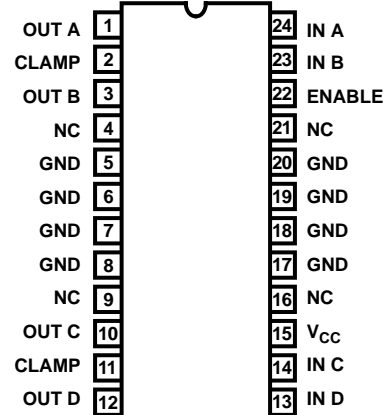 OUT A 1 24 IN A
CLAMP 2 23 IN B
OUT B 3 22 ENABLE
NC 4 21 NC
GND 5 20 GND
GND 6 19 GND
GND 7 18 GND
GND 8 17 GND
NC 9 16 NC
OUT C 10 15 VCC
CLAMP 11 14 IN C
OUT D 12 13 IN D